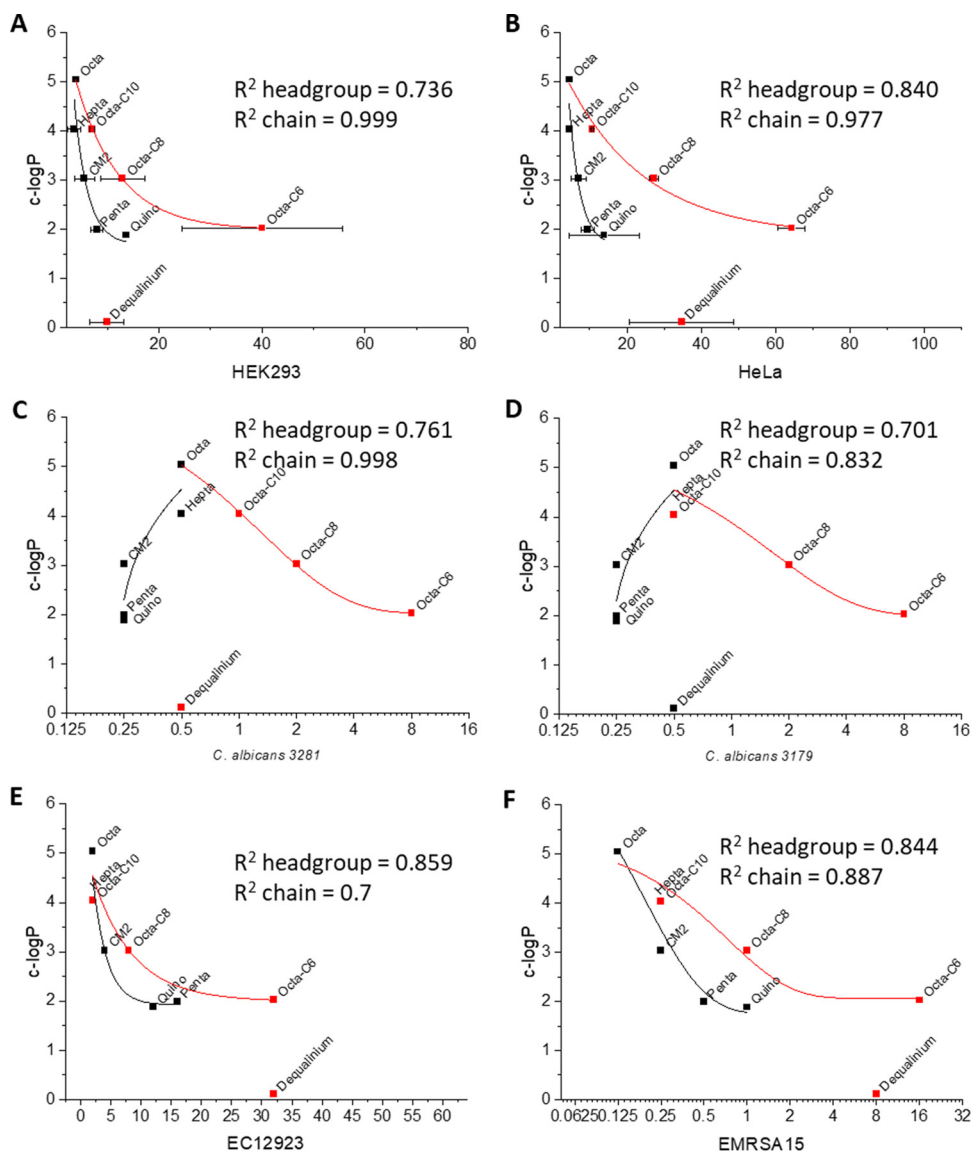 A
R² headgroup = 0.736
R² chain = 0.999
c-logP
6
5
4
3
2
1
0
Octa
Hepta
Octa-C10
CM2
Octa-C8
Penta
Quino
Octa-C6
Dequalinium
20
40
60
80
HEK293
B
R² headgroup = 0.840
R² chain = 0.977
c-logP
6
5
4
3
2
1
0
Octa
Octa-C10
Hepta
CM2
Octa-C8
Penta
Quino
Octa-C6
Dequalinium
20
40
60
80
100
HeLa
C
R² headgroup = 0.761
R² chain = 0.998
c-logP
6
5
4
3
2
1
0
Octa
Hepta
Octa-C10
CM2
Octa-C8
Penta
Quino
Octa-C6
Dequalinium
0.125
0.25
0.5
1
2
4
8
16
C. albicans 3281
D
R² headgroup = 0.701
R² chain = 0.832
c-logP
6
5
4
3
2
1
0
Octa
Hepta
Octa-C10
CM2
Octa-C8
Penta
Quino
Octa-C6
Dequalinium
0.125
0.25
0.5
1
2
4
8
16
C. albicans 3179
E
R² headgroup = 0.859
R² chain = 0.7
c-logP
6
5
4
3
2
1
0
Octa
Hepta
Octa-C10
CM2
Octa-C8
Quino
Penta
Octa-C6
Dequalinium
0
5
10
15
20
25
30
35
40
45
50
55
60
EC12923
F
R² headgroup = 0.844
R² chain = 0.887
c-logP
6
5
4
3
2
1
0
Octa
Hepta
Octa-C10
CM2
Octa-C8
Penta
Quino
Octa-C6
Dequalinium
0.0625
0.125
0.25
0.5
1
2
4
8
16
32
EMRSA15